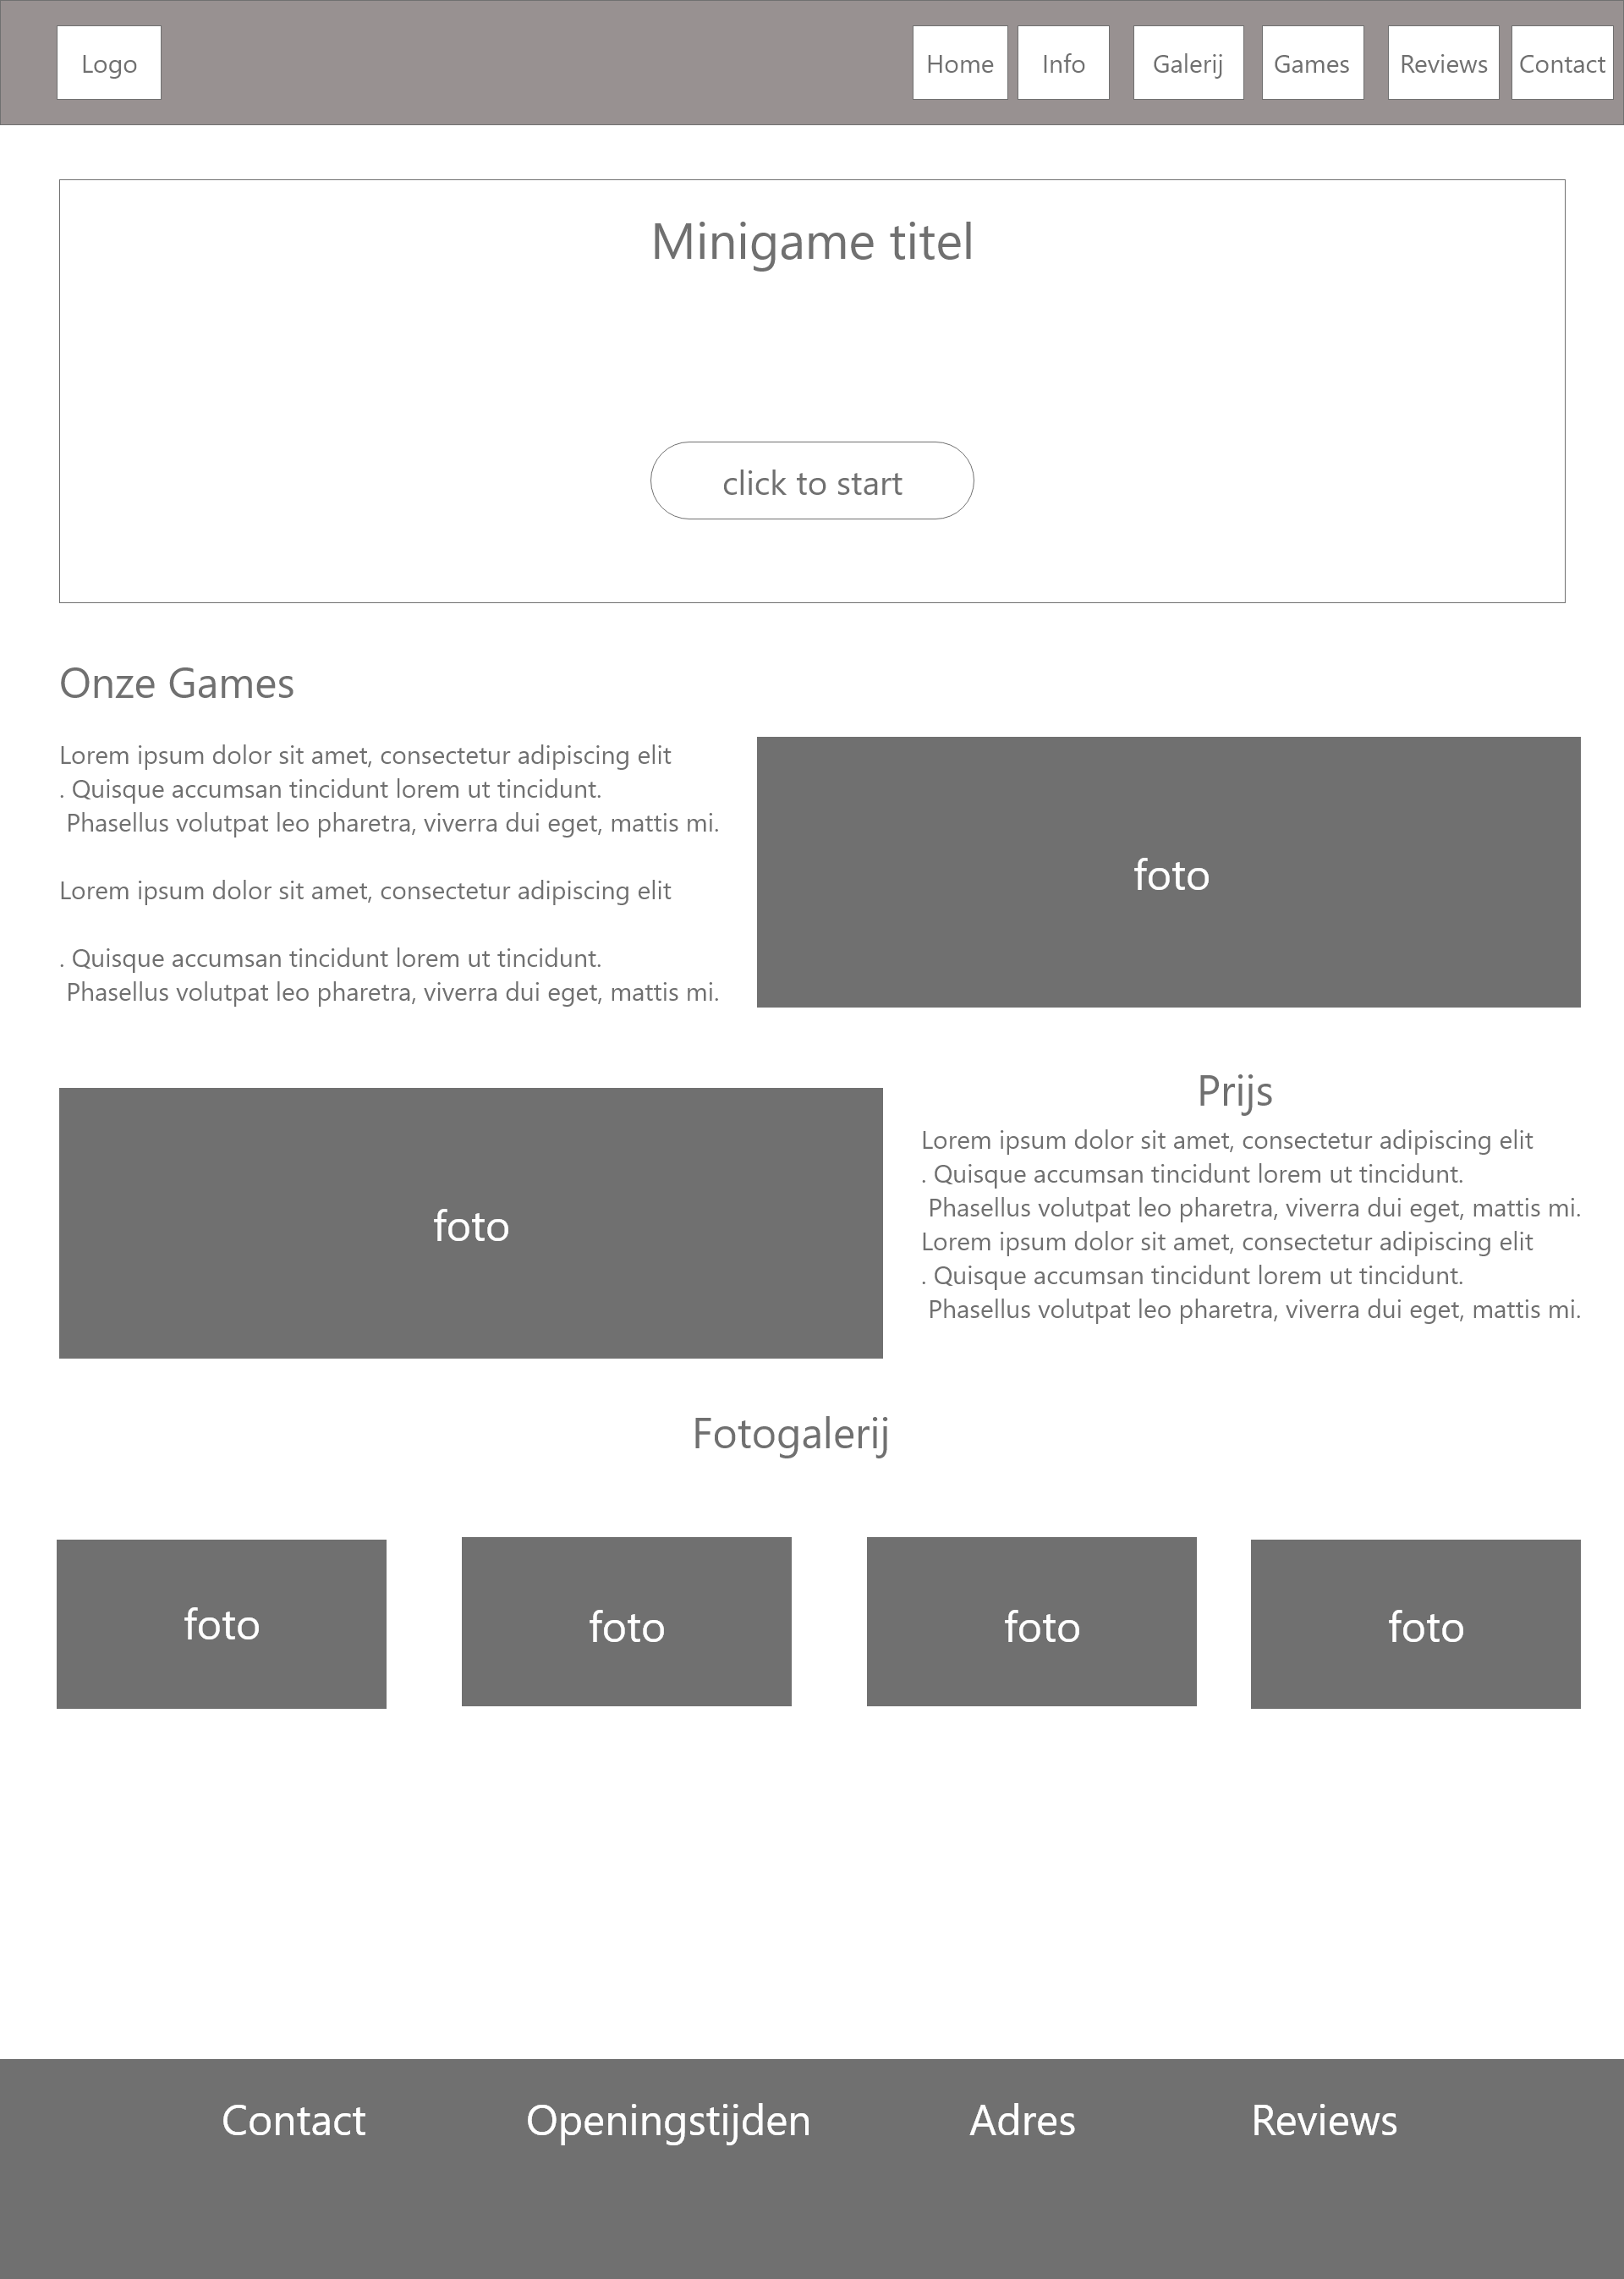 Logo
Home
Info
Galerij
Games
Reviews
Contact
Minigame titel
click to start
Onze Games
Lorem ipsum dolor sit amet, consectetur adipiscing elit
. Quisque accumsan tincidunt lorem ut tincidunt.
Phasellus volutpat leo pharetra, viverra dui eget, mattis mi.
Lorem ipsum dolor sit amet, consectetur adipiscing elit
. Quisque accumsan tincidunt lorem ut tincidunt.
Phasellus volutpat leo pharetra, viverra dui eget, mattis mi.
foto
foto
Prijs
Lorem ipsum dolor sit amet, consectetur adipiscing elit
. Quisque accumsan tincidunt lorem ut tincidunt.
Phasellus volutpat leo pharetra, viverra dui eget, mattis mi.
Lorem ipsum dolor sit amet, consectetur adipiscing elit
. Quisque accumsan tincidunt lorem ut tincidunt.
Phasellus volutpat leo pharetra, viverra dui eget, mattis mi.
Fotogalerij
foto
foto
foto
foto
Contact
Openingstijden
Adres
Reviews